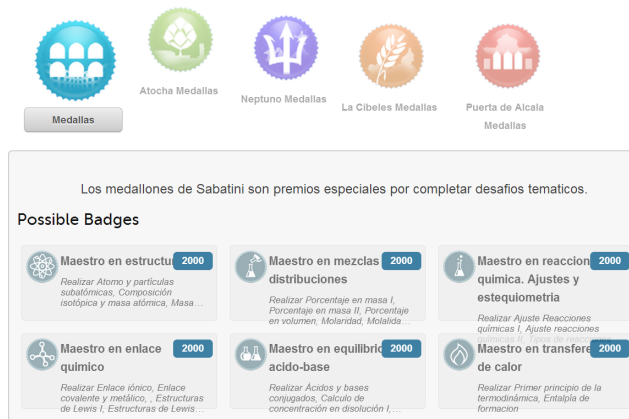 Atocha Medallas
Neptuno Medallas
La Cibeles Medallas
Puerta de Alcala
Medallas
Medallas
Los medallones de Sabatini son premios especiales por completar desafios tematicos.
Possible Badges
Maestro en 2000
Realizar Atomo y partículas
subatómicas, Composición
isotópica y masa atómica, Masa…
Maestro en mezclas 2000
distribuciones
Realizar Porcentaje en masa I,
Porcentaje en masa II, Porcentaje
en volumen, Molaridad, Molalida…
Maestro en 2000
quimica. Ajustes y
estequiometria
Realizar Ajuste Reacciones
químicas I, Ajuste reacciones
químicas II, Tipos de reacciones
Maestro en enlace 2000
quimico
Realizar Enlace iónico, Enlace
covalente y metálico, , Estructuras
de Lewis I, Estructuras de Lewis…
Maestro en 2000
acido-base
Realizar Ácidos y bases
conjugados, Calculo de
concentración en disolución I,…
Maestro en 2000
de calor
Realizar Primer principio de la
termodinámica, Entalpía de
formacion